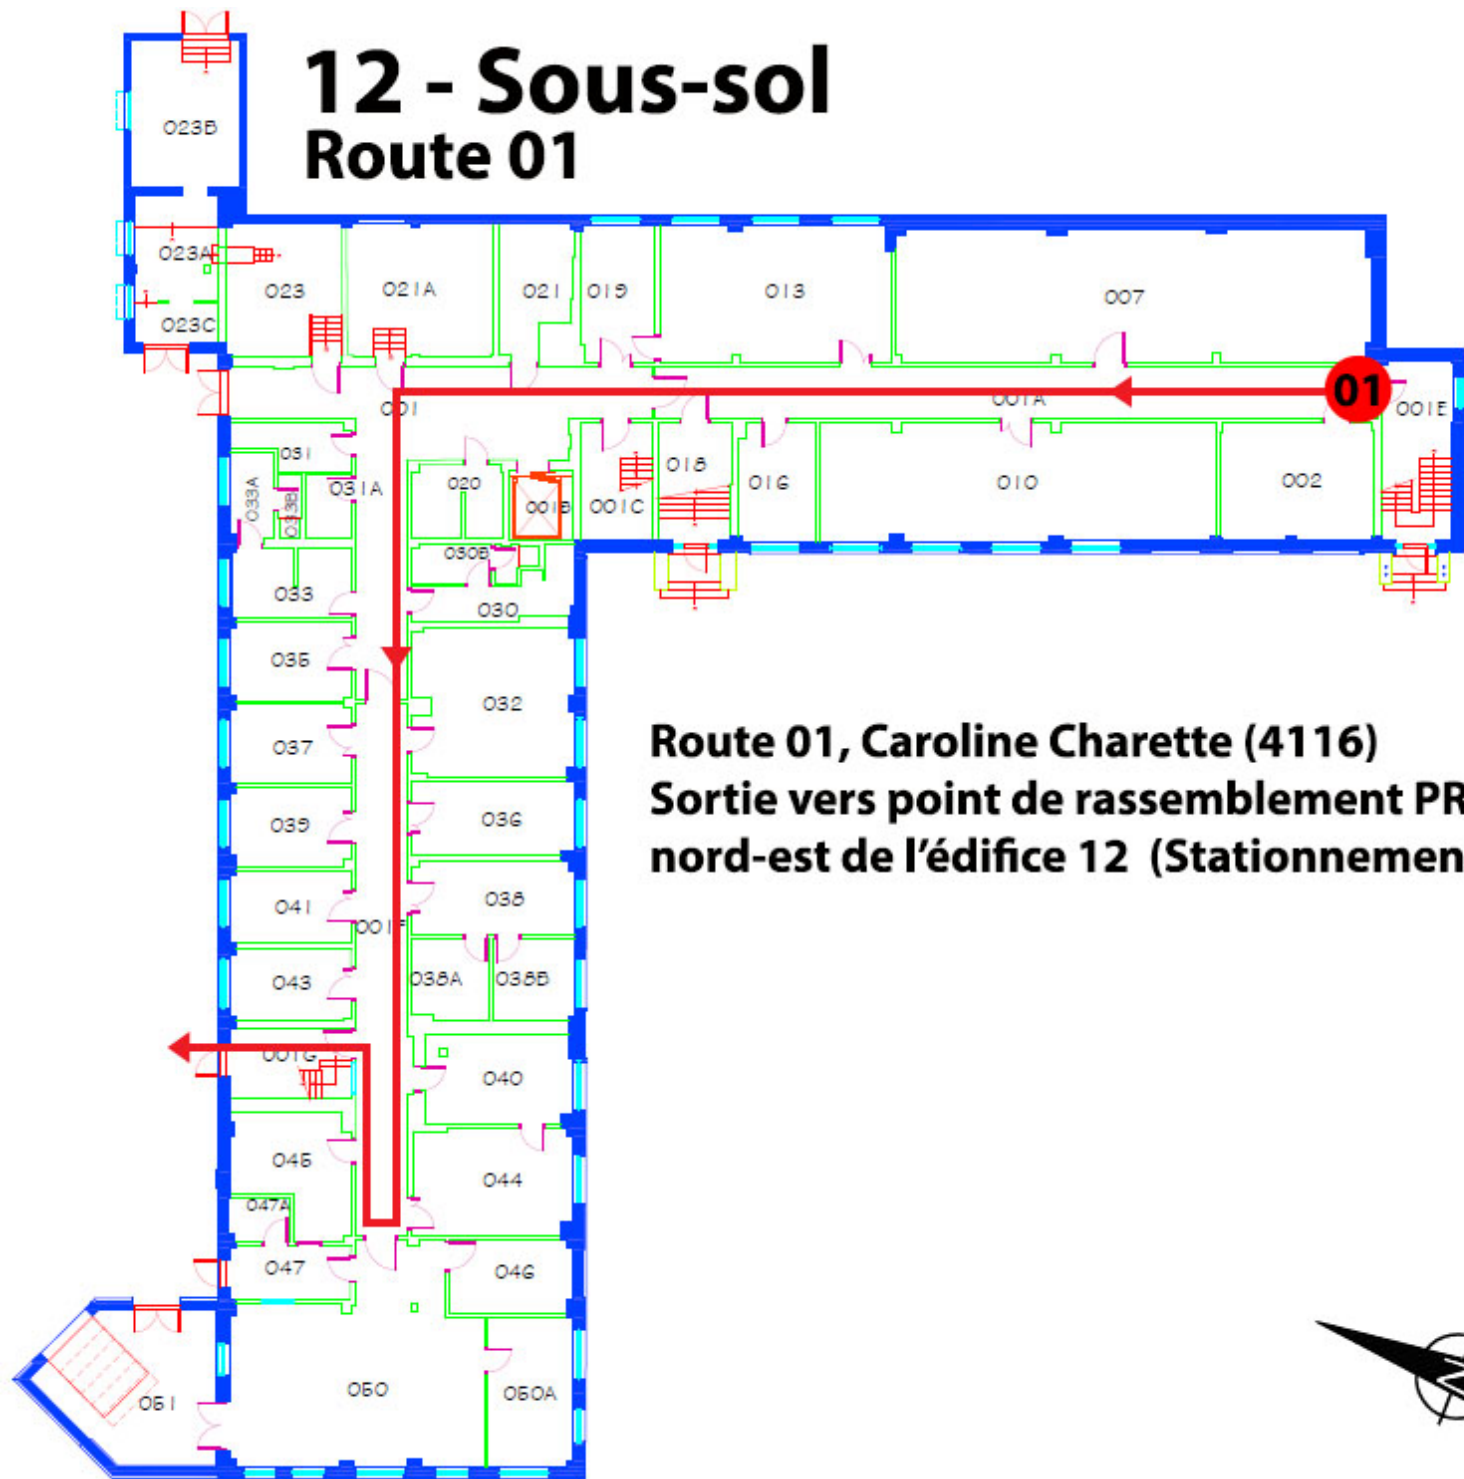 12 - Sous-sol
Route 01
023B
023A
023
021A
021
019
013
007
023C
01
001
001A
001E
031
031A
020
001B
001C
018
016
010
002
033A
033B
030B
033
030
035
032
037
039
036
041
038
001F
043
038A
038B
001G
040
045
044
047A
047
046
051
050
050A
Route 01, Caroline Charette (4116)
Sortie vers point de rassemblement PR
nord-est de l'édifice 12 (Stationnemen
N